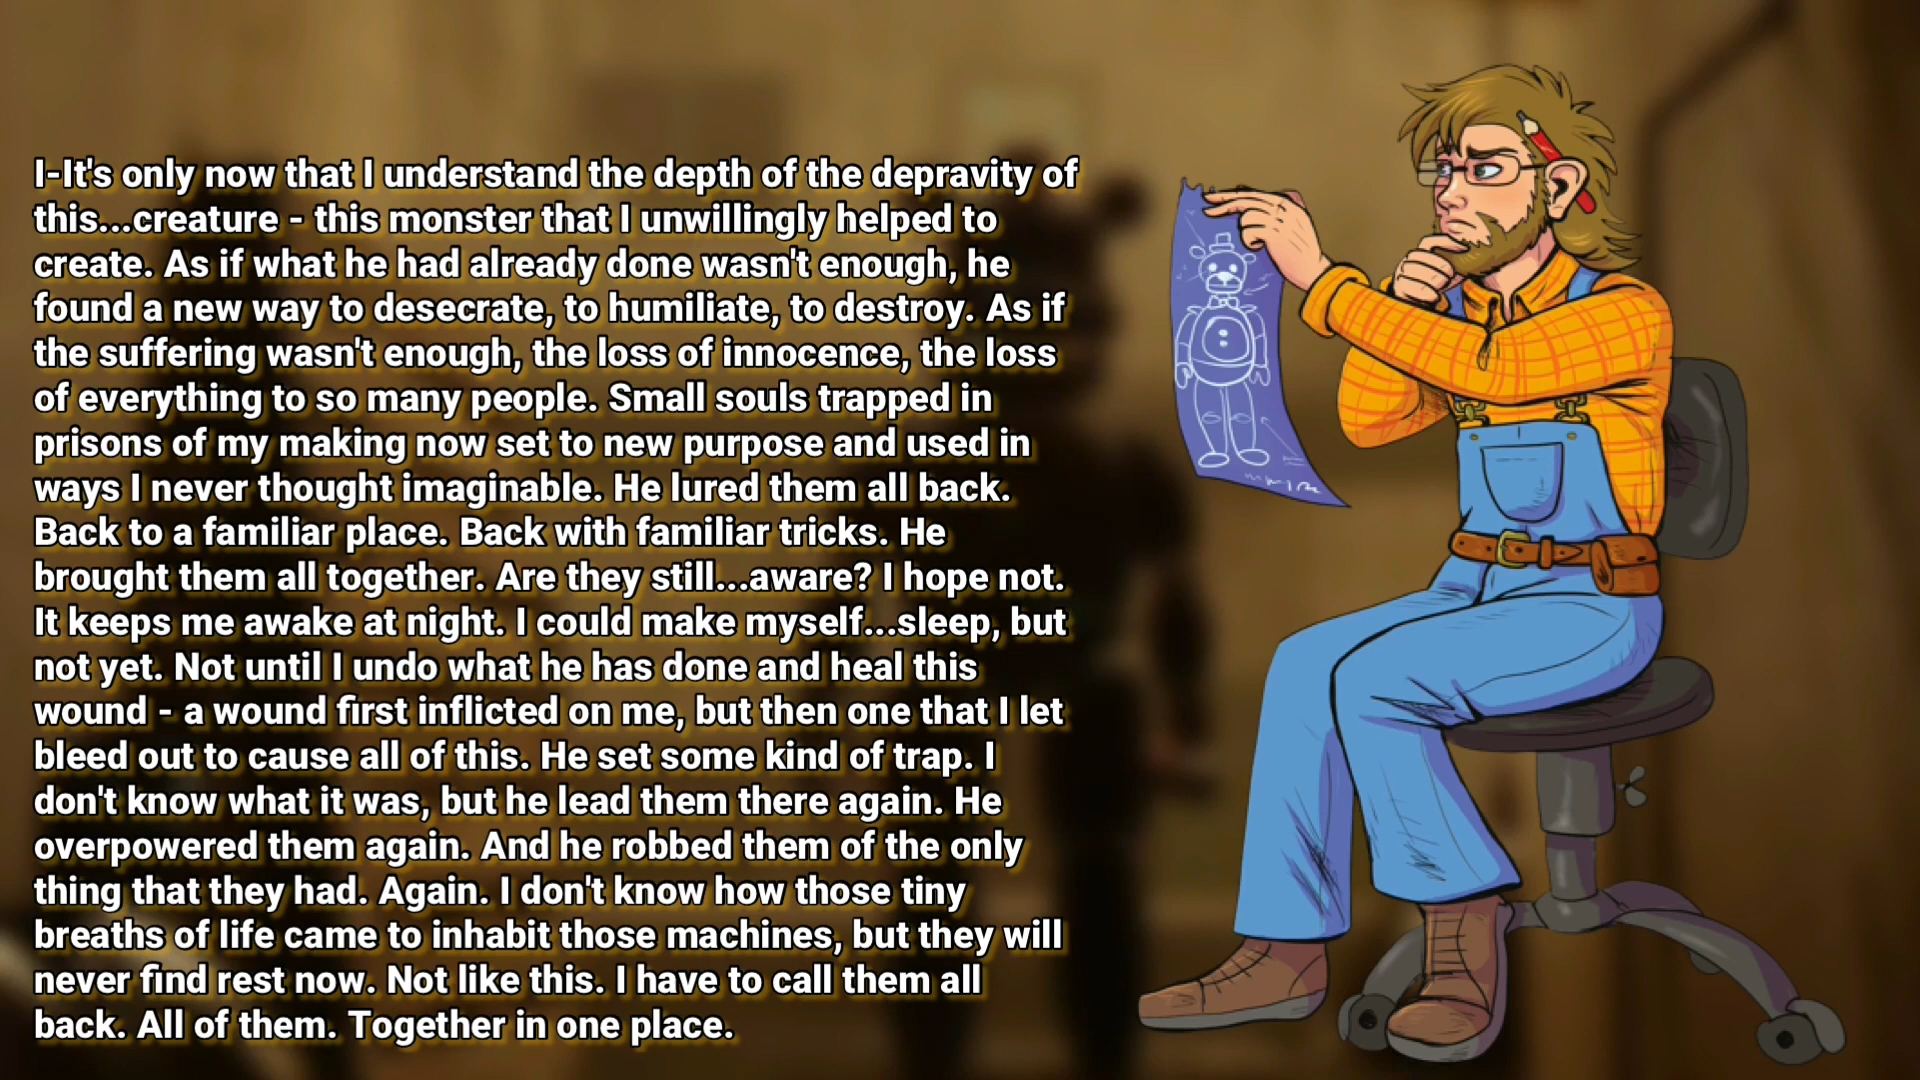 I-It's only now that I understand the depth of the depravity of
this...creature - this monster that I unwillingly helped to
create. As if what he had already done wasn't enough, he
found a new way to desecrate, to humiliate, to destroy. As if
the suffering wasn't enough, the loss of innocence, the loss
of everything to so many people. Small souls trapped in
prisons of my making now set to new purpose and used in
ways I never thought imaginable. He lured them all back.
Back to a familiar place. Back with familiar tricks. He
brought them all together. Are they still...aware? I hope not.
It keeps me awake at night. I could make myself...sleep, but
not yet. Not until I undo what he has done and heal this
wound - a wound first inflicted on me, but then one that I let
bleed out to cause all of this. He set some kind of trap. I
don't know what it was, but he lead them there again. He
overpowered them again. And he robbed them of the only
thing that they had. Again. I don't know how those tiny
breaths of life came to inhabit those machines, but they will
never find rest now. Not like this. I have to call them all
back. All of them. Together in one place.